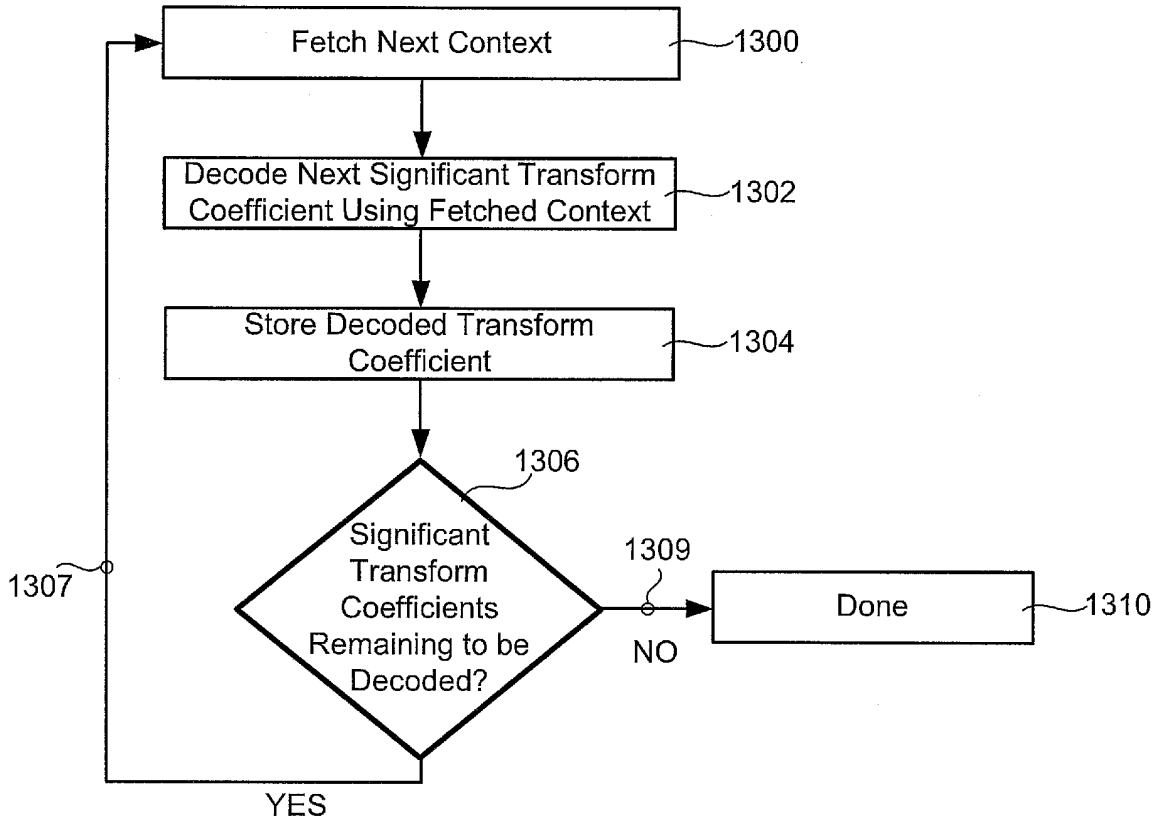 Fetch Next Context
1300
Decode Next Significant Transform
Coefficient Using Fetched Context
1302
Store Decoded Transform
Coefficient
1304
1306
Significant
Transform
Coefficients
Remaining to be
Decoded?
1307
1309
NO
Done
1310
YES